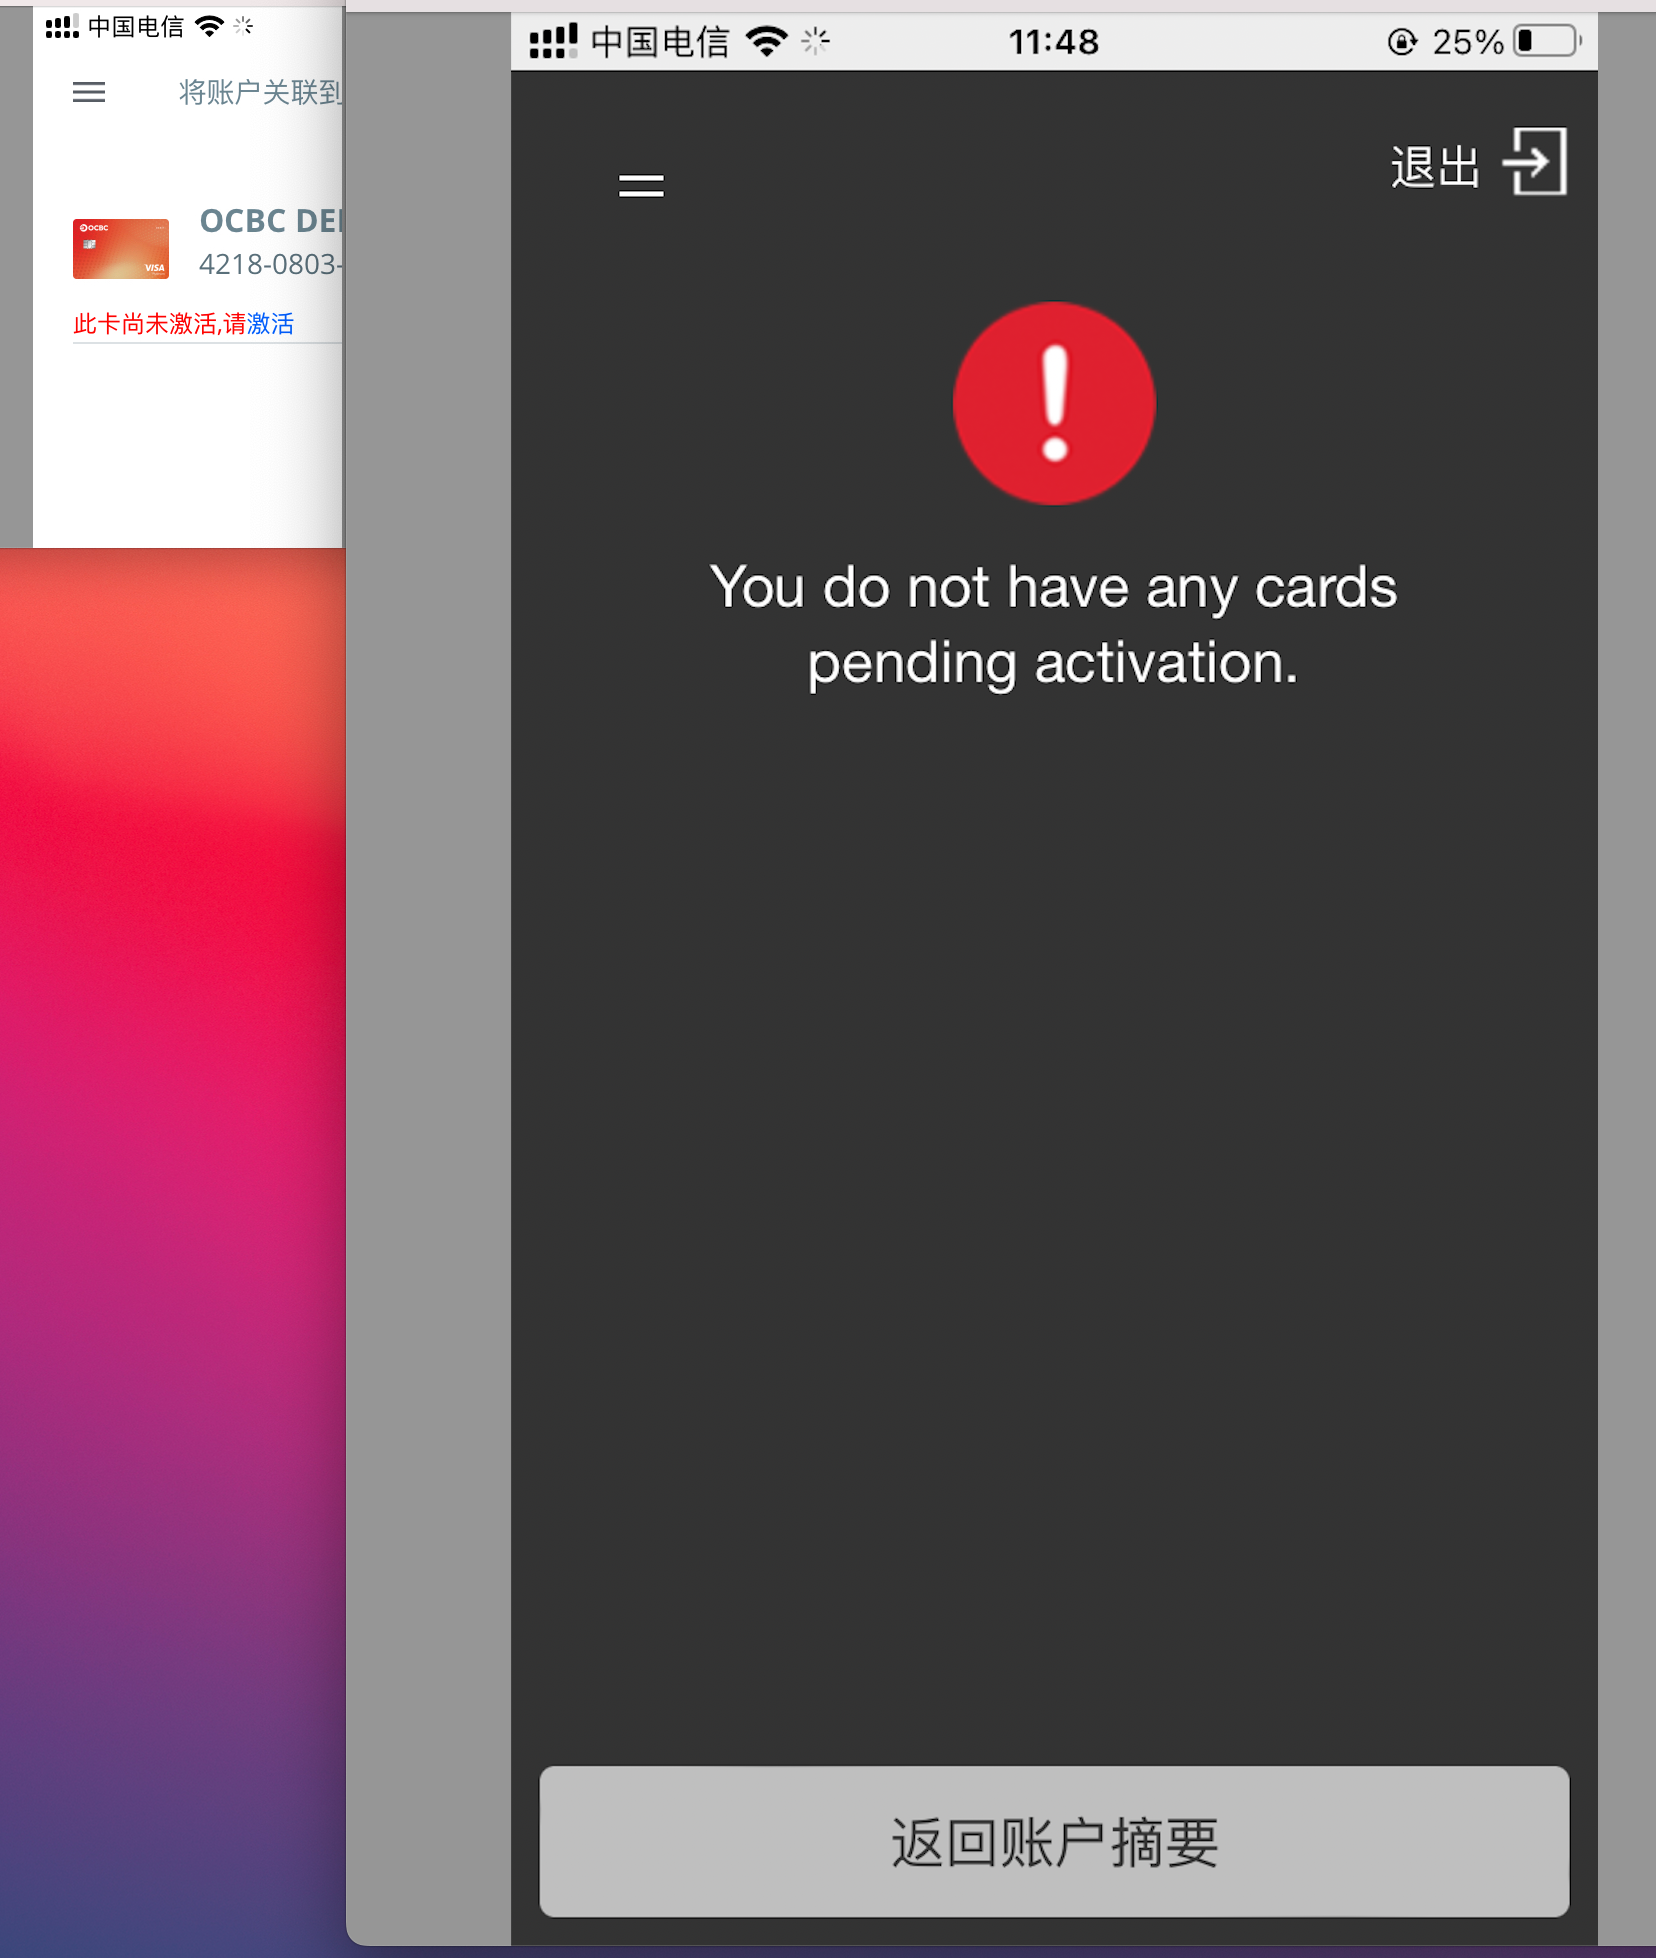 中国电信
将账户关联到
OCBC
VISA
OCBC DE
4218-0803-
此卡尚未激活,请激活
中国电信 11:48 25%
退出
You do not have any cards
pending activation.
返回账户摘要